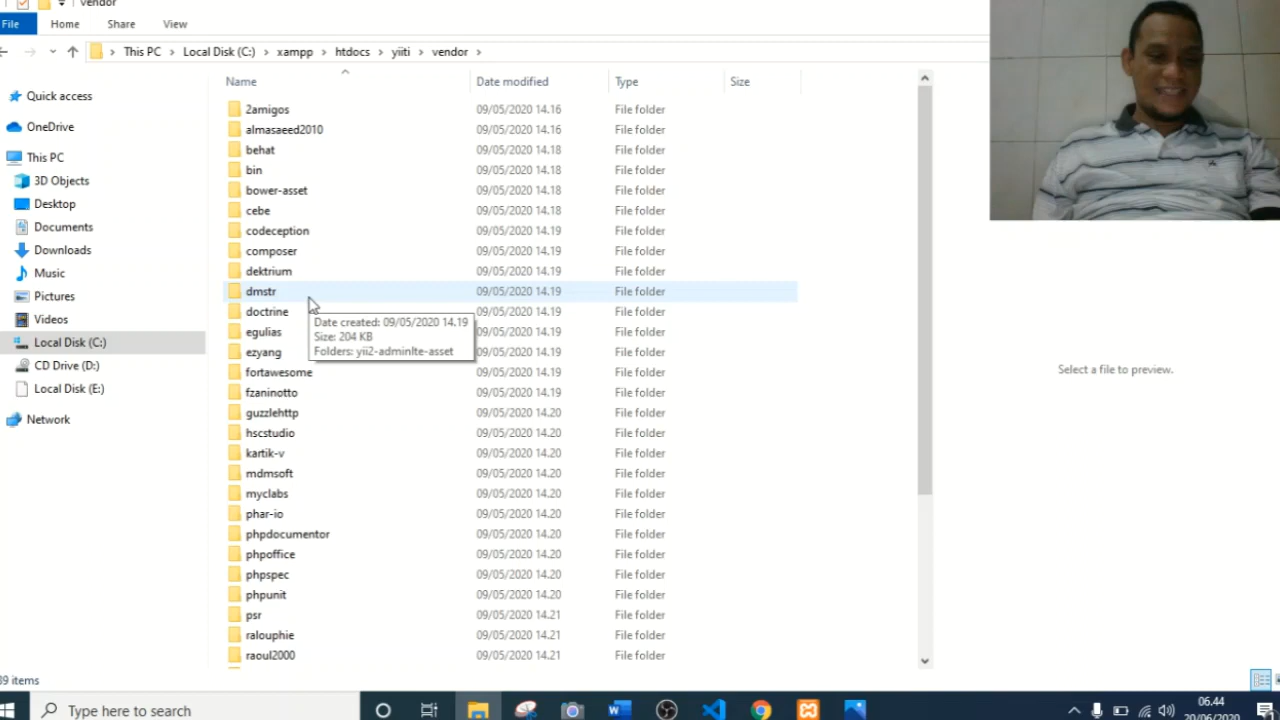 vendor
File Home Share View
This PC Local Disk (C:) xampp htdocs yiiti vendor
Name Date modified Type Size
Quick access
OneDrive
This PC
3D Objects
Desktop
Documents
Downloads
Music
Pictures
Videos
Local Disk (C:)
CD Drive (D:)
Local Disk (E:)
Network
2amigos 09/05/2020 14.16 File folder
almasaeed2010 09/05/2020 14.16 File folder
behat 09/05/2020 14.18 File folder
bin 09/05/2020 14.18 File folder
bower-asset 09/05/2020 14.18 File folder
cebe 09/05/2020 14.18 File folder
codeception 09/05/2020 14.19 File folder
composer 09/05/2020 14.19 File folder
dektrium 09/05/2020 14.19 File folder
dmstr 09/05/2020 14.19 File folder
doctrine 09/05/2020 14.19 File folder
egulias 09/05/2020 14.19 File folder
ezyang 09/05/2020 14.19 File folder
fortawesome 09/05/2020 14.19 File folder
fzaninotto 09/05/2020 14.19 File folder
guzzlehttp 09/05/2020 14.20 File folder
hscstudio 09/05/2020 14.20 File folder
kartik-v 09/05/2020 14.20 File folder
mdmsoft 09/05/2020 14.20 File folder
myclabs 09/05/2020 14.20 File folder
phar-io 09/05/2020 14.20 File folder
phpdocumentor 09/05/2020 14.20 File folder
phpoffice 09/05/2020 14.20 File folder
phpspec 09/05/2020 14.20 File folder
phpunit 09/05/2020 14.20 File folder
psr 09/05/2020 14.21 File folder
ralouphie 09/05/2020 14.21 File folder
raoul2000 09/05/2020 14.21 File folder
Date created: 09/05/2020 14.19
Size: 204 KB
Folders: yii2-adminlte-asset
Select a file to preview.
39 items
Type here to search
06.44
20/06/2020